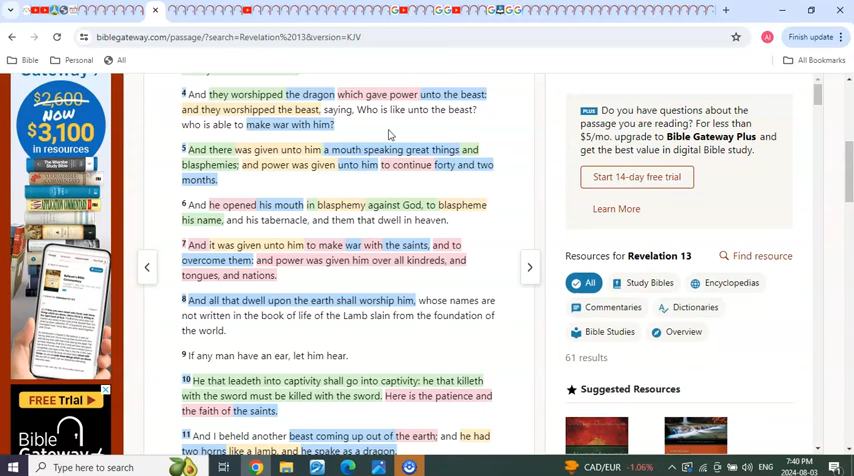 Finish update
biblegateway.com/passage/?search=Revelation%2013&version=KJV
Bible
Personal
All
All Bookmarks
$2,600
$3,100
in resources
FREE Trial
Bible
Gateway
4 And they worshipped the dragon which gave power unto the beast:
and they worshipped the beast, saying, Who is like unto the beast?
who is able to make war with him?
5 And there was given unto him a mouth speaking great things and
blasphemies; and power was given unto him to continue forty and two
months.
6 And he opened his mouth in blasphemy against God, to blaspheme
his name, and his tabernacle, and them that dwell in heaven.
7 And it was given unto him to make war with the saints, and to
overcome them: and power was given him over all kindreds, and
tongues, and nations.
8 And all that dwell upon the earth shall worship him, whose names are
not written in the book of life of the Lamb slain from the foundation of
the world.
9 If any man have an ear, let him hear.
10 He that leadeth into captivity shall go into captivity: he that killeth
with the sword must be killed with the sword. Here is the patience and
the faith of the saints.
11 And I beheld another beast coming up out of the earth; and he had
two horns like a lamb, and he spake as a dragon.
PLUS Do you have questions about the
passage you are reading? For less than
$5/mo. upgrade to Bible Gateway Plus and
get the best value in digital Bible study.
Start 14-day free trial
Learn More
Resources for Revelation 13
Find resource
All
Study Bibles
Encyclopedias
Commentaries
Dictionaries
Bible Studies
Overview
61 results
Suggested Resources
Type here to search
CAD/EUR -1.06%
7:40 PM
2024-08-03